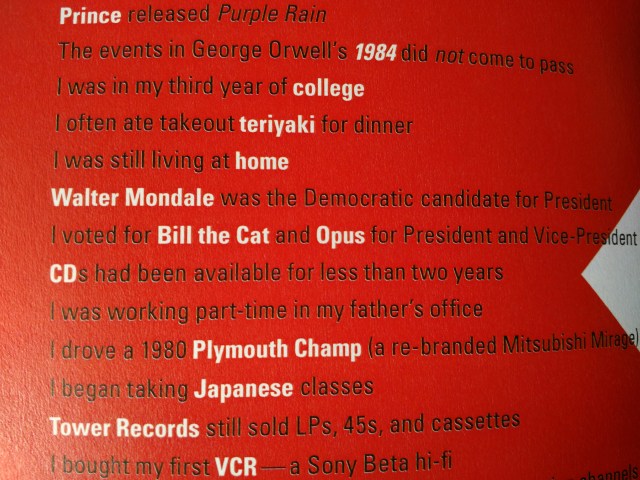 Prince released Purple Rain
The events in George Orwell's 1984 did not come to pass
I was in my third year of college
I often ate takeout teriyaki for dinner
I was still living at home
Walter Mondale was the Democratic candidate for President
I voted for Bill the Cat and Opus for President and Vice-President
CDs had been available for less than two years
I was working part-time in my father's office
I drove a 1980 Plymouth Champ (a re-branded Mitsubishi Mirage)
I began taking Japanese classes
Tower Records still sold LPs, 45s, and cassettes
I bought my first VCR—a Sony Beta hi-fi
channels